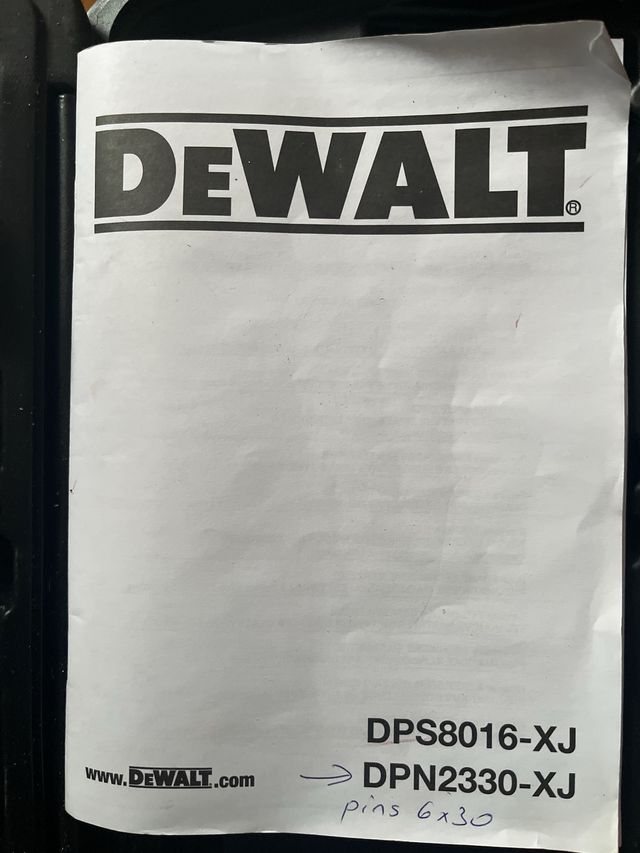 DEWALT®
DPS8016-XJ
www.DEWALT.com → DPN2330-XJ
pins 6x30